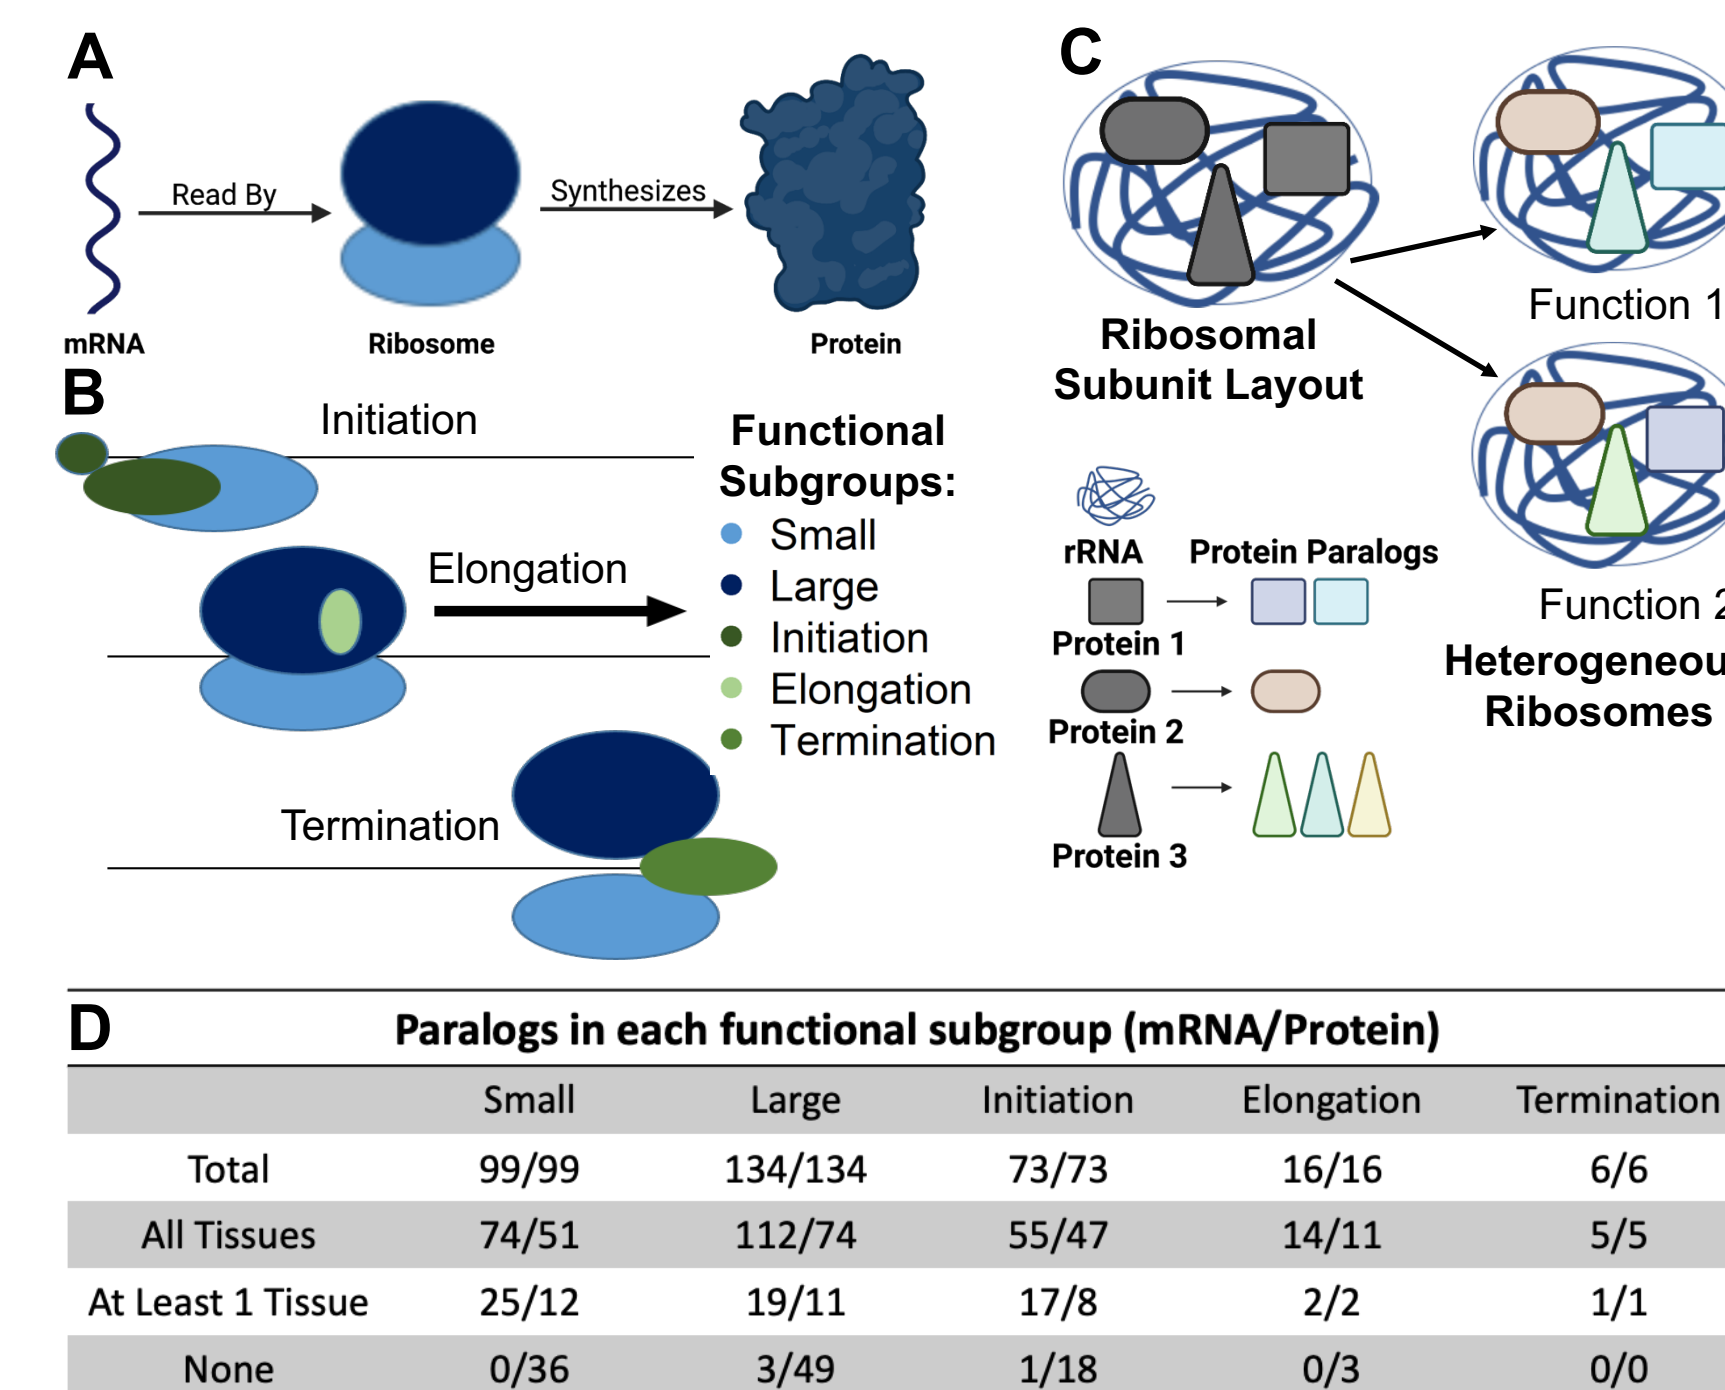 A
Read By
Synthesizes
mRNA
Ribosome
Protein
B
Initiation
Elongation
Termination
Functional
Subgroups:
Small
Large
Initiation
Elongation
Termination
C
Ribosomal
Subunit Layout
Function 1
Function 2
Heterogeneou
Ribosomes
rRNA
Protein Paralogs
Protein 1
Protein 2
Protein 3
D
Paralogs in each functional subgroup (mRNA/Protein)
Small Large Initiation Elongation Termination
Total 99/99 134/134 73/73 16/16 6/6
All Tissues 74/51 112/74 55/47 14/11 5/5
At Least 1 Tissue 25/12 19/11 17/8 2/2 1/1
None 0/36 3/49 1/18 0/3 0/0